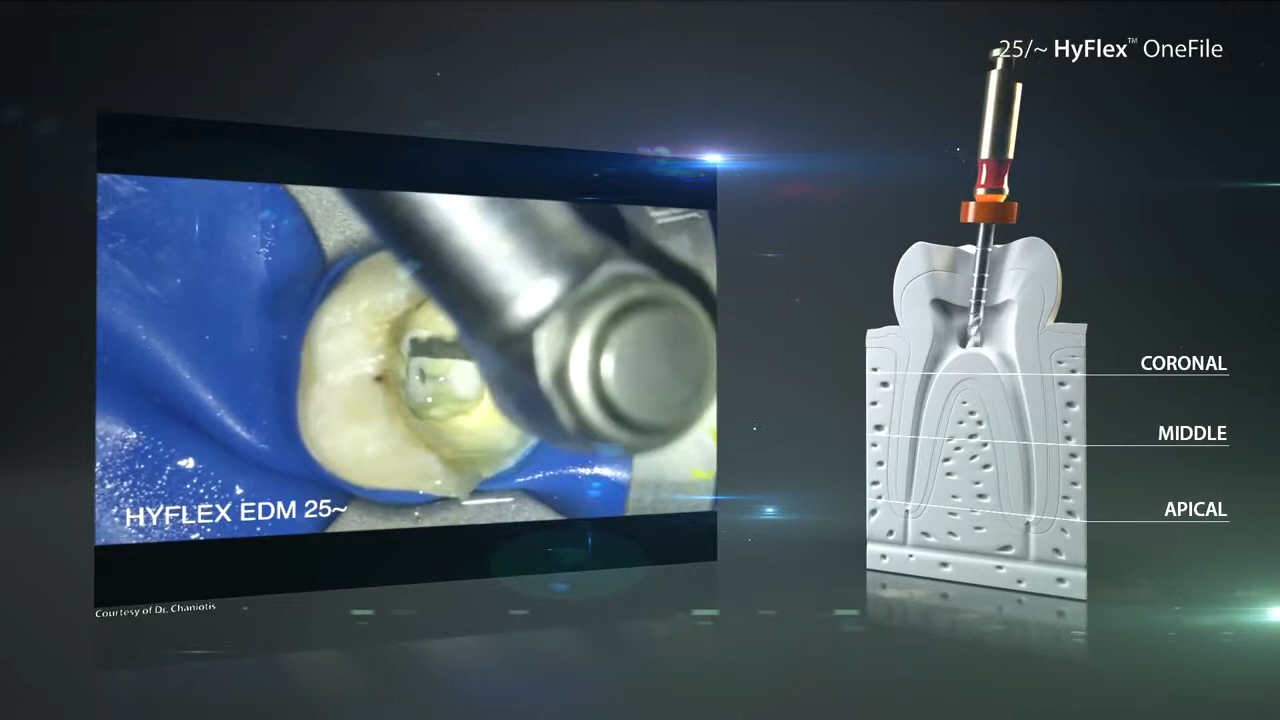 25/~ HyFlex™ OneFile
CORONAL
MIDDLE
APICAL
HYFLEX EDM 25~
Courtesy of Dr. Chaniotis